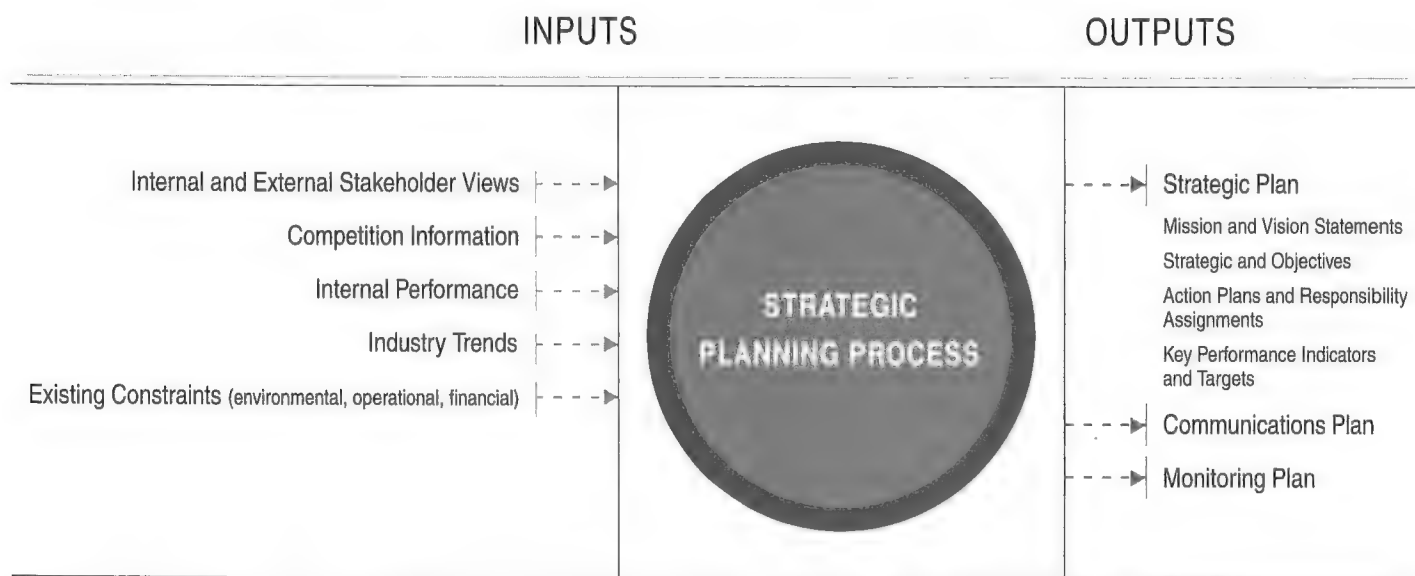 INPUTS
OUTPUTS
Internal and External Stakeholder Views
Competition Information
Internal Performance
Industry Trends
Existing Constraints (environmental, operational, financial)
STRATEGIC
PLANNING PROCESS
Strategic Plan
Mission and Vision Statements
Strategic and Objectives
Action Plans and Responsibility
Assignments
Key Performance Indicators
and Targets
Communications Plan
Monitoring Plan